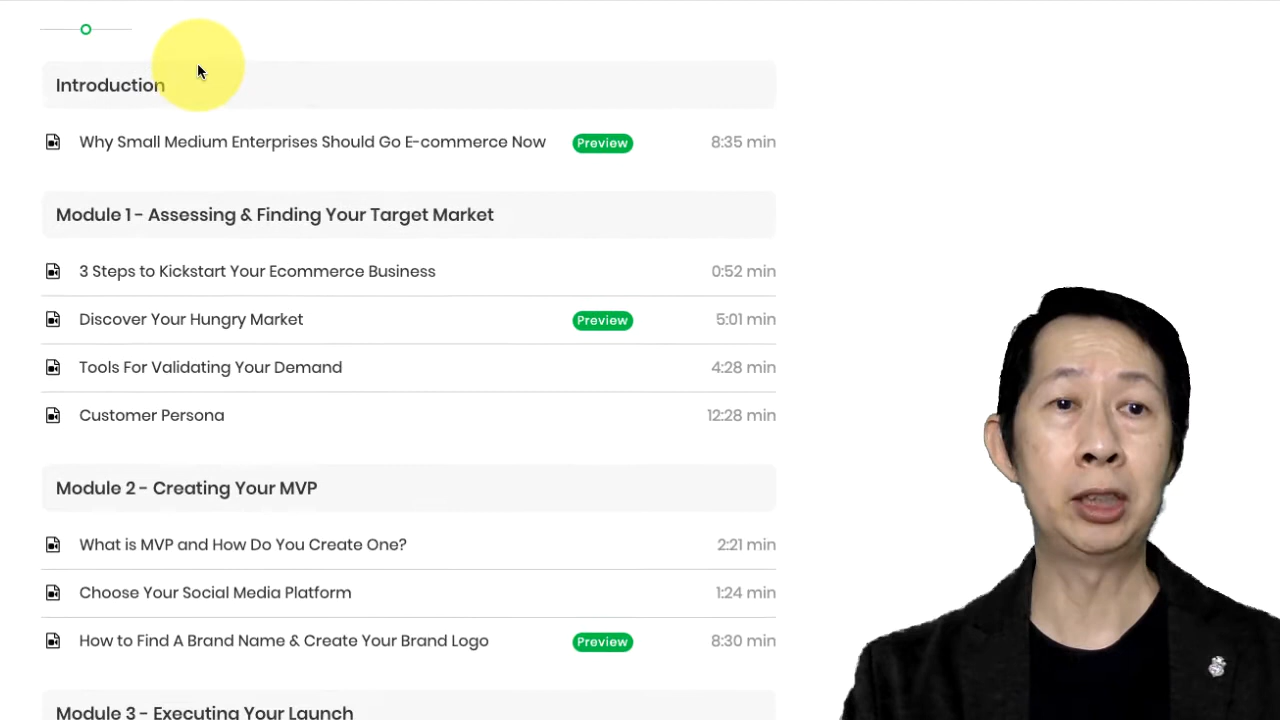 Introduction
Why Small Medium Enterprises Should Go E-commerce Now Preview 8:35 min
Module 1 - Assessing & Finding Your Target Market
3 Steps to Kickstart Your Ecommerce Business 0:52 min
Discover Your Hungry Market Preview 5:01 min
Tools For Validating Your Demand 4:28 min
Customer Persona 12:28 min
Module 2 - Creating Your MVP
What is MVP and How Do You Create One? 2:21 min
Choose Your Social Media Platform 1:24 min
How to Find A Brand Name & Create Your Brand Logo Preview 8:30 min
Module 3 - Executing Your Launch